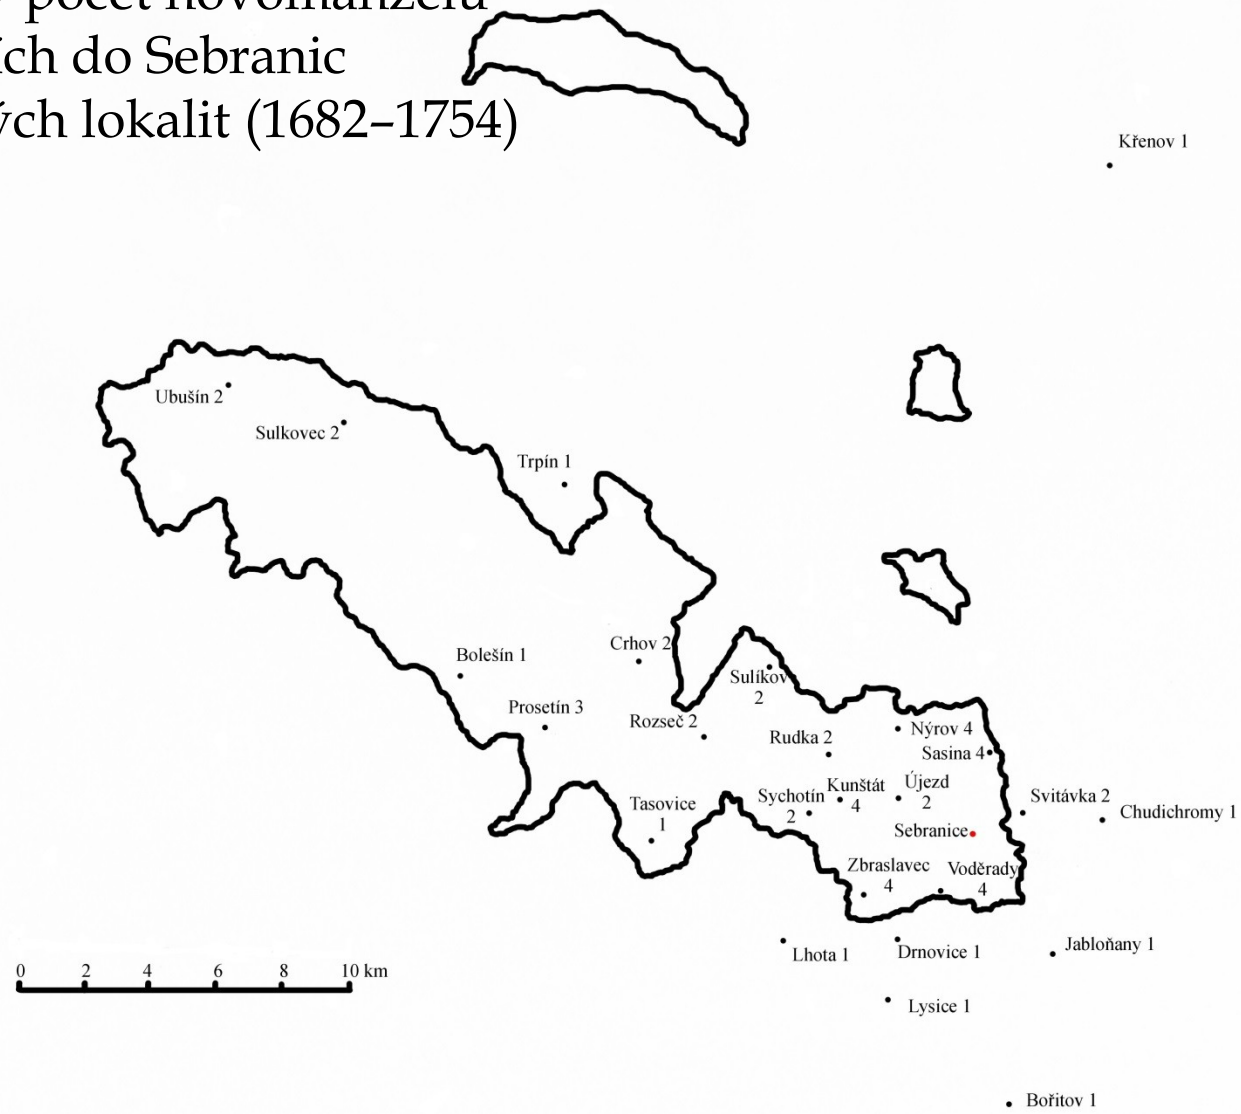 počet novomanželů
ích do Sebranic
ých lokalit (1682–1754)
Křenov 1
Ubušín 2
Sulkovec 2
Trpín 1
Crhov 2
Bolešín 1
Sulíkov
2
Prosetín 3
Rozseč 2
Nýrov 4
Rudka 2
Sasina 4
Kunštát
4
Újezd
2
Sychotín
2
Svitávka 2
Tasovice
1
Chudichromy 1
Sebranice
Zbraslavec
4
Voděrady
4
Lhota 1
Drnovice 1
Jabloňany 1
0 2 4 6 8 10 km
Lysice 1
Bořitov 1